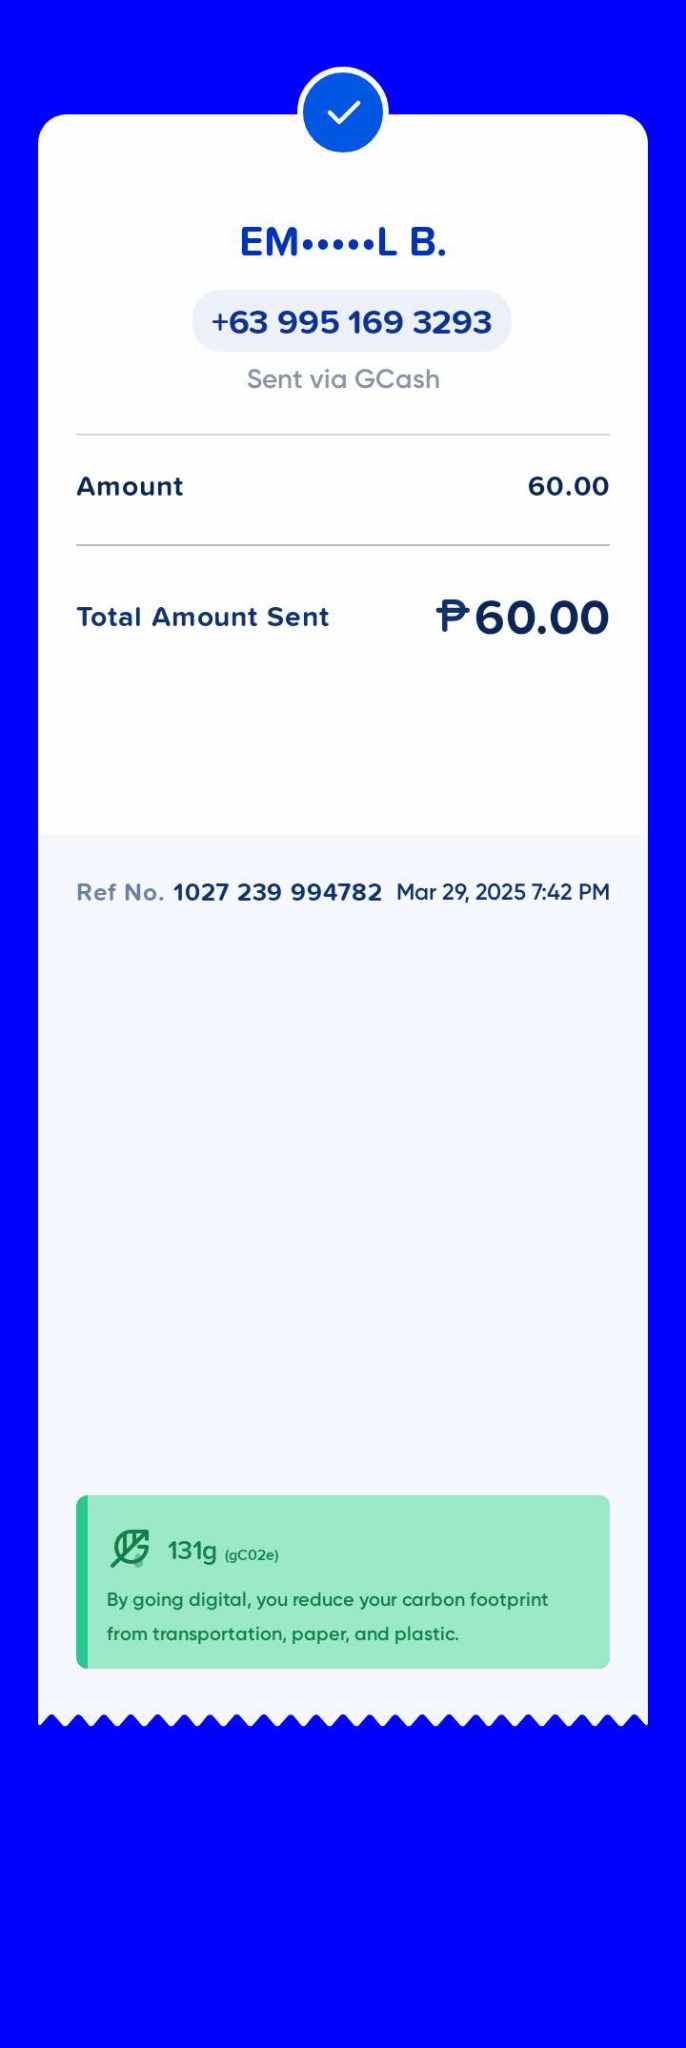 EM•••••L B.
+63 995 169 3293
Sent via GCash
Amount 60.00
Total Amount Sent ₱60.00
Ref No. 1027 239 994782 Mar 29, 2025 7:42 PM
131g (gC02e)
By going digital, you reduce your carbon footprint
from transportation, paper, and plastic.